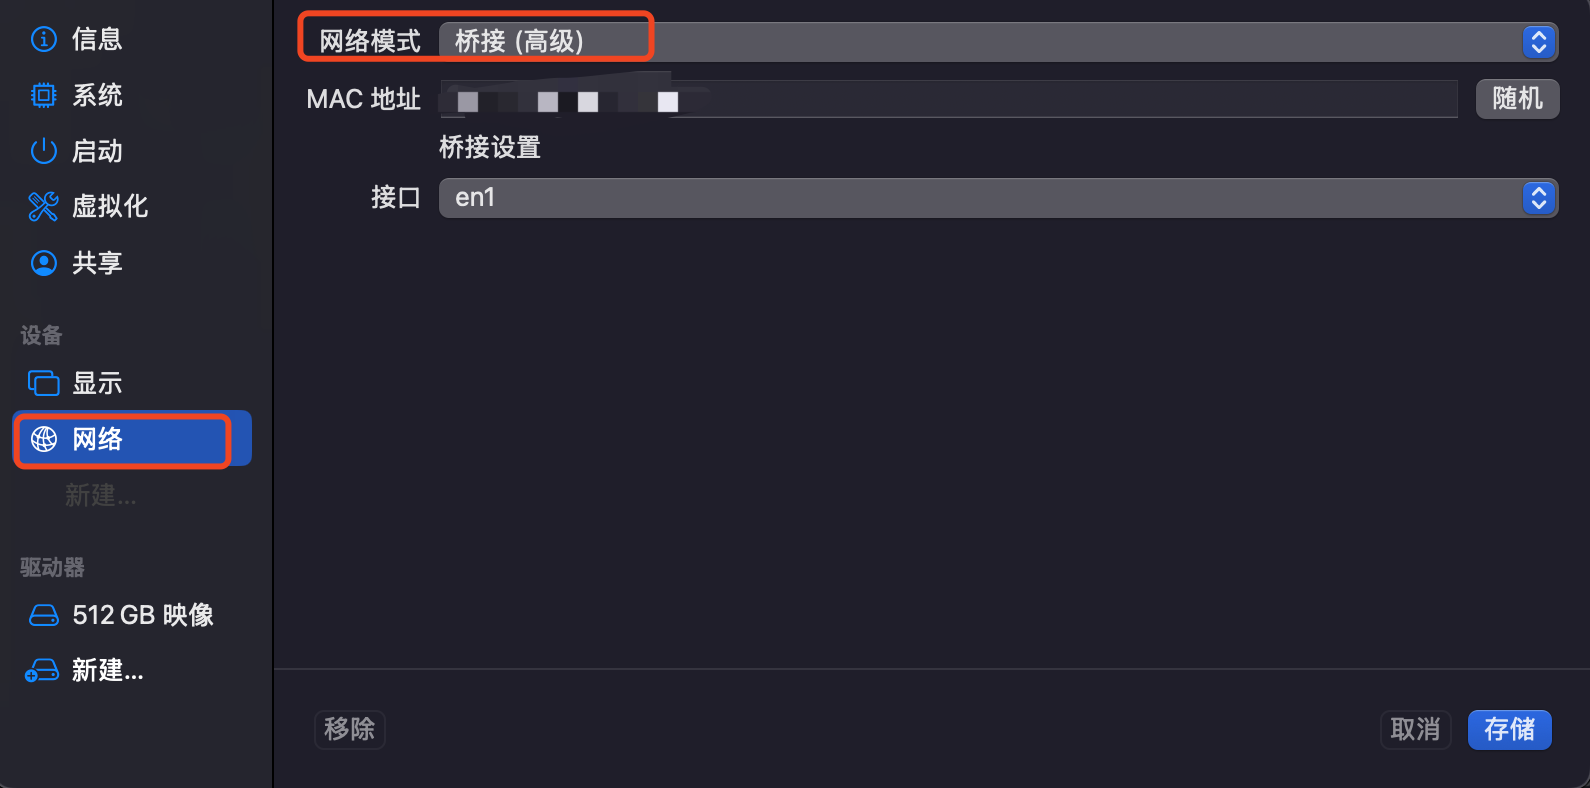 信息
系统
启动
虚拟化
共享
设备
显示
网络
新建...
驱动器
512 GB 映像
新建...
网络模式 桥接 (高级)
MAC 地址 随机
桥接设置
接口 en1
移除 取消 存储